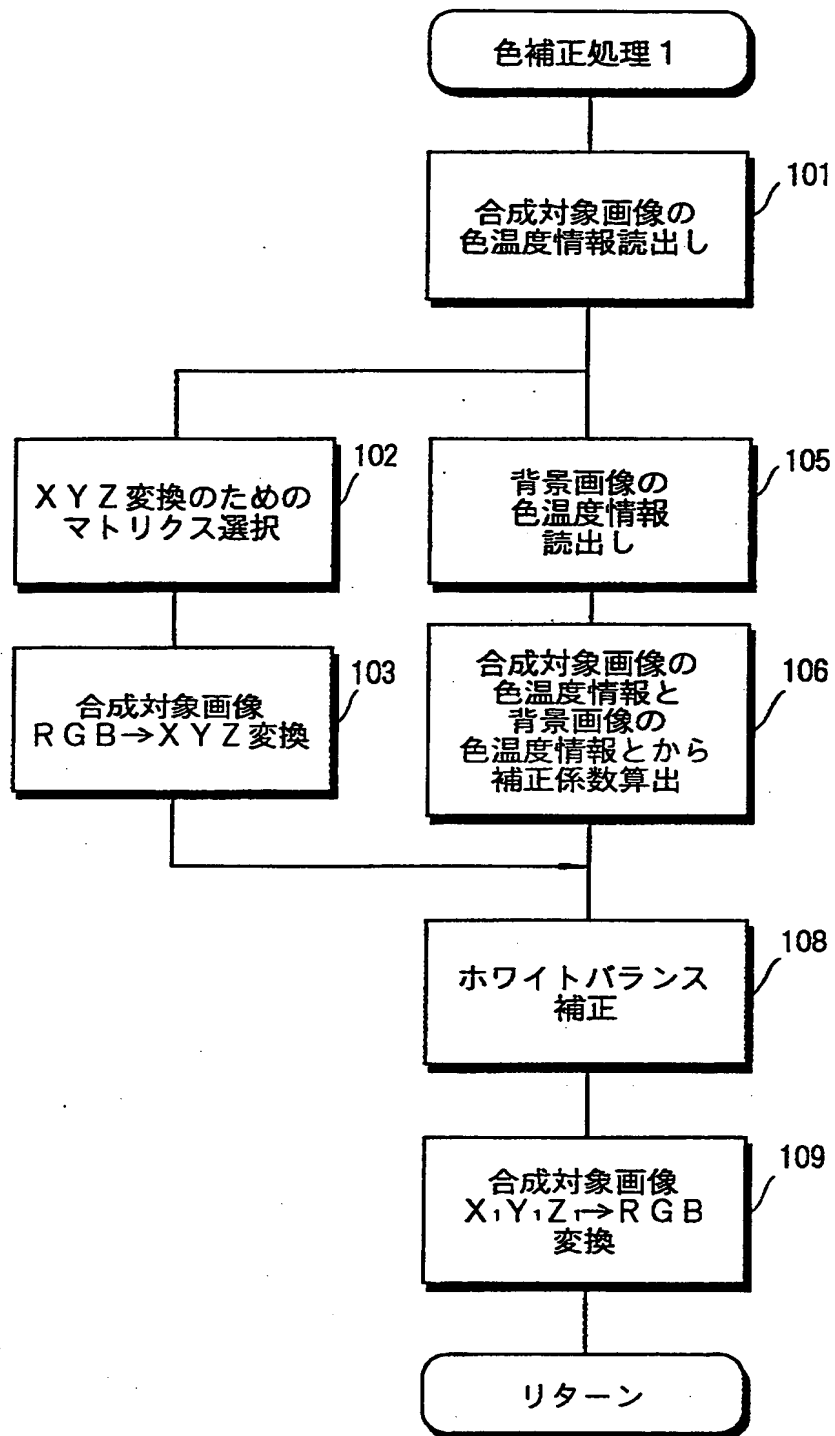 色補正処理1
101
合成対象画像の
色温度情報読出し
102
XYZ変換のための
マトリクス選択
103
合成対象画像
RGB→XYZ変換
105
背景画像の
色温度情報
読出し
106
合成対象画像の
色温度情報と
背景画像の
色温度情報とから
補正係数算出
108
ホワイトバランス
補正
109
合成対象画像
X₁Y₁Z₁→RGB
変換
リターン